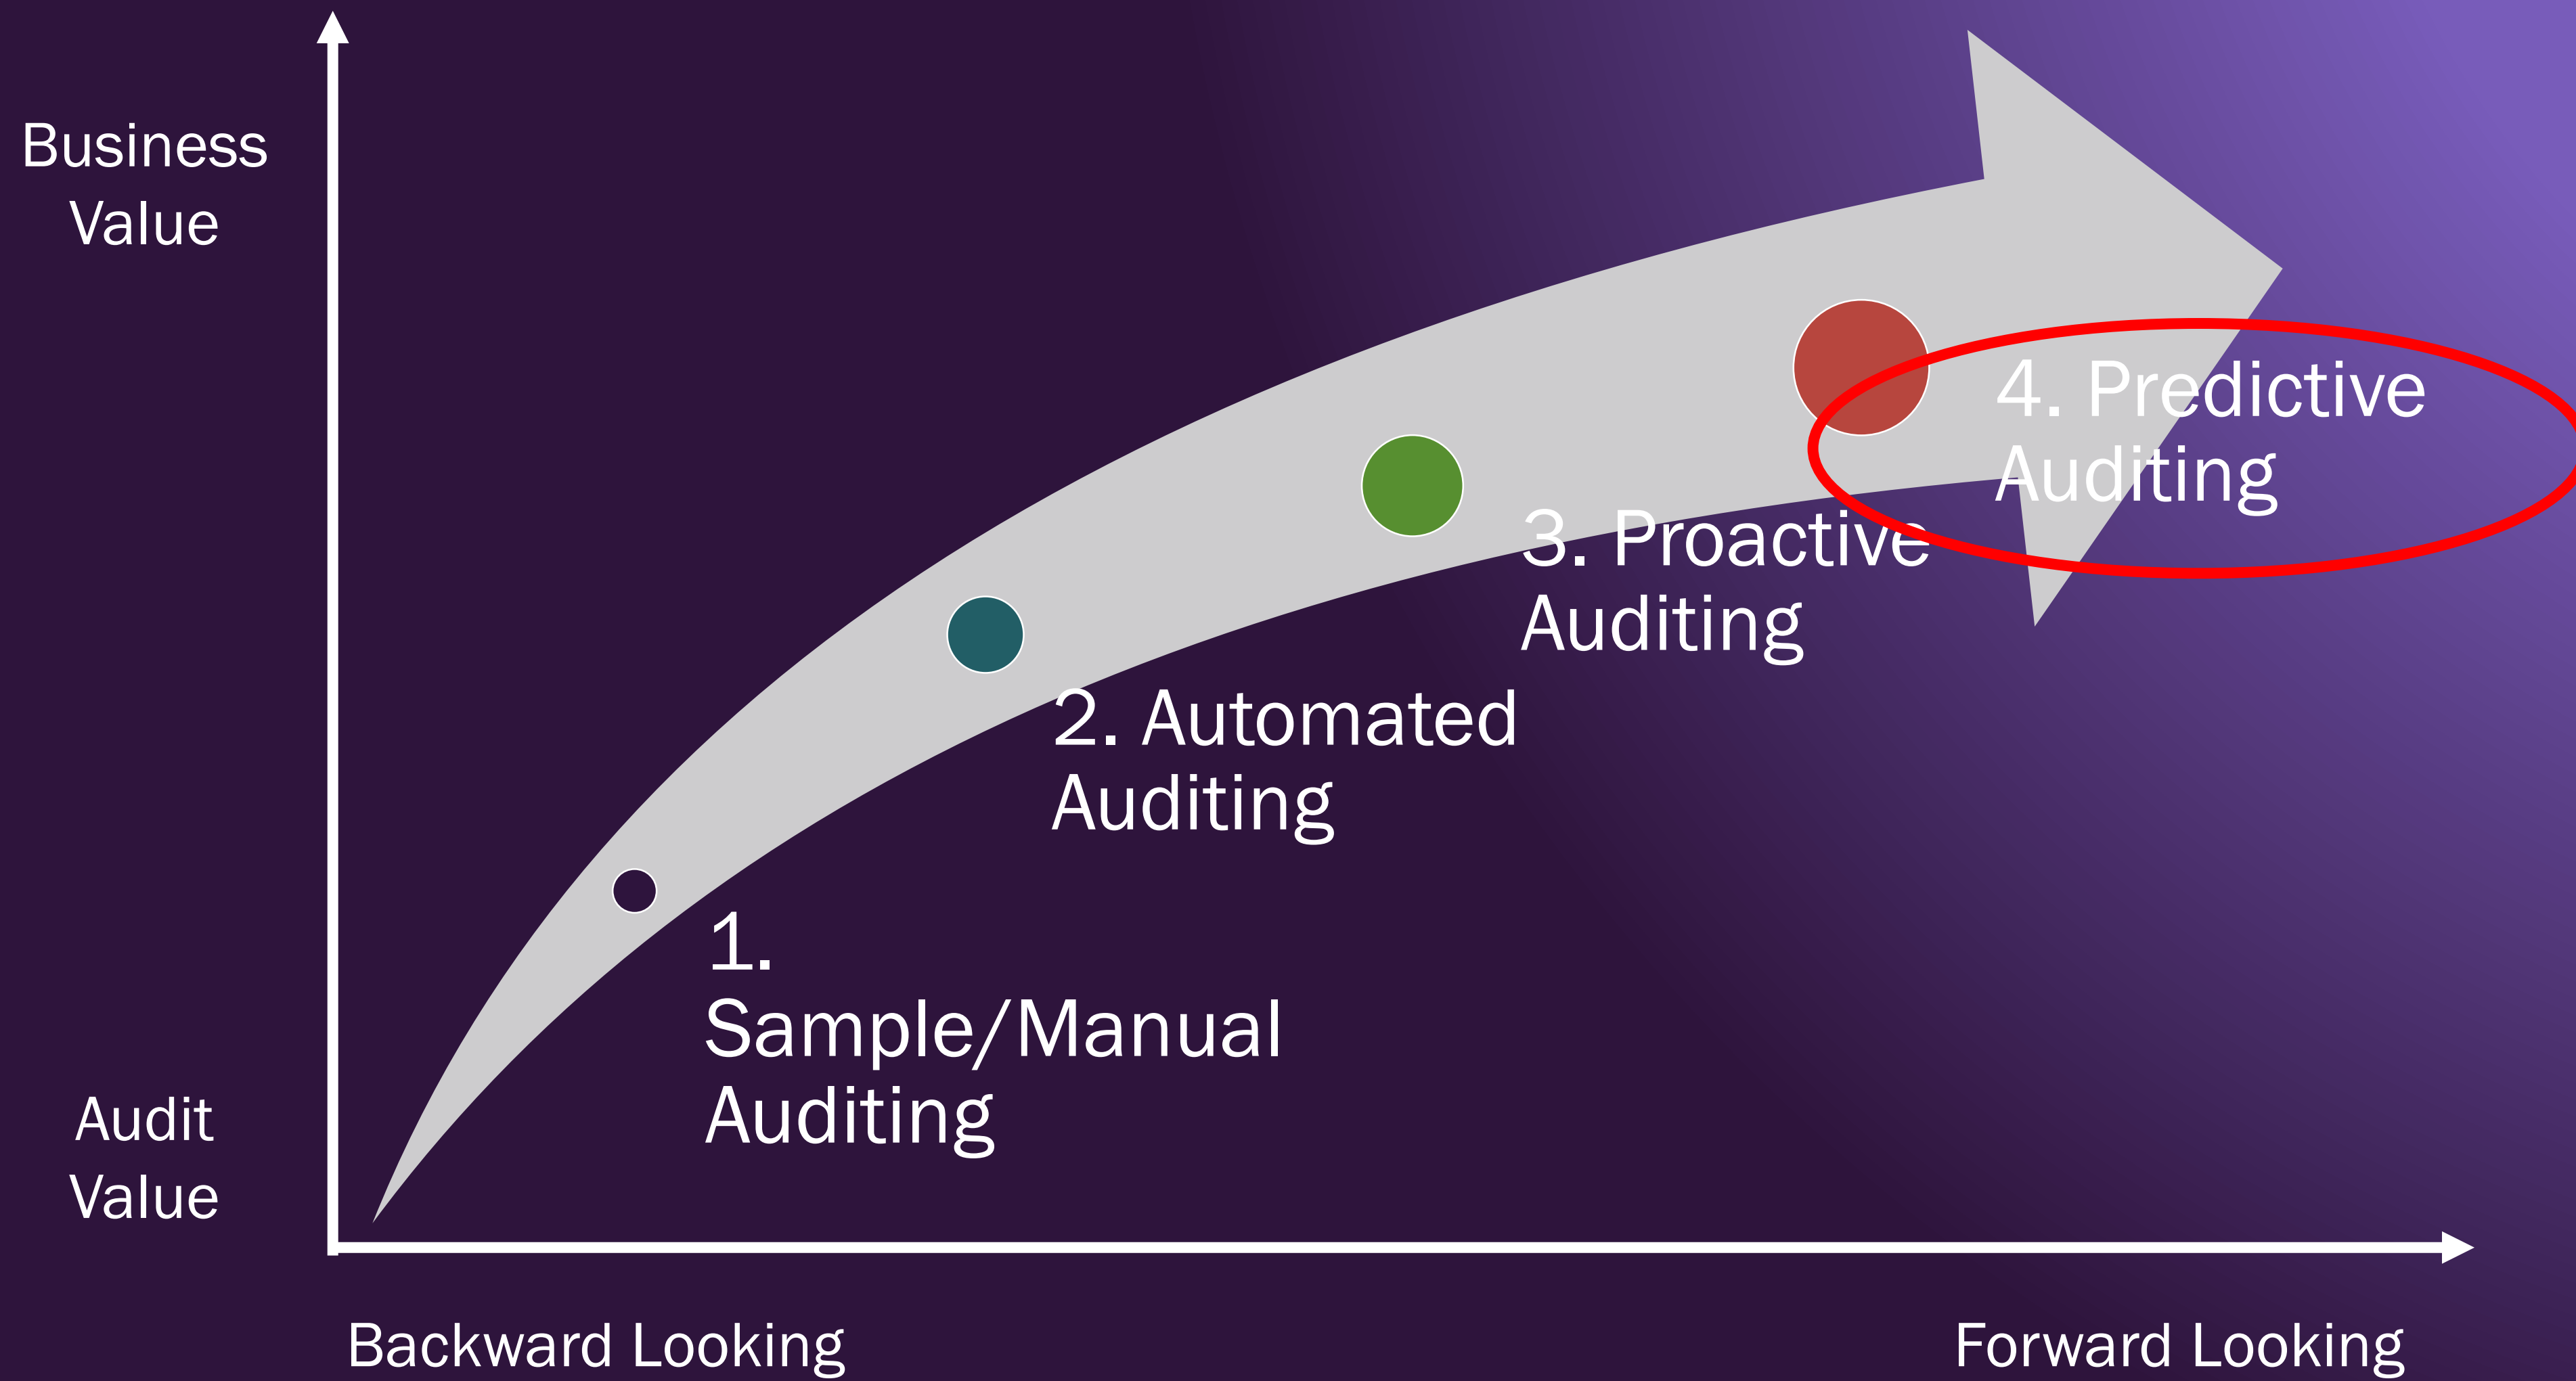 Business
Value
4. Predictive
Auditing
3. Proactive
Auditing
2. Automated
Auditing
1.
Sample/Manual
Auditing
Audit
Value
Backward Looking
Forward Looking